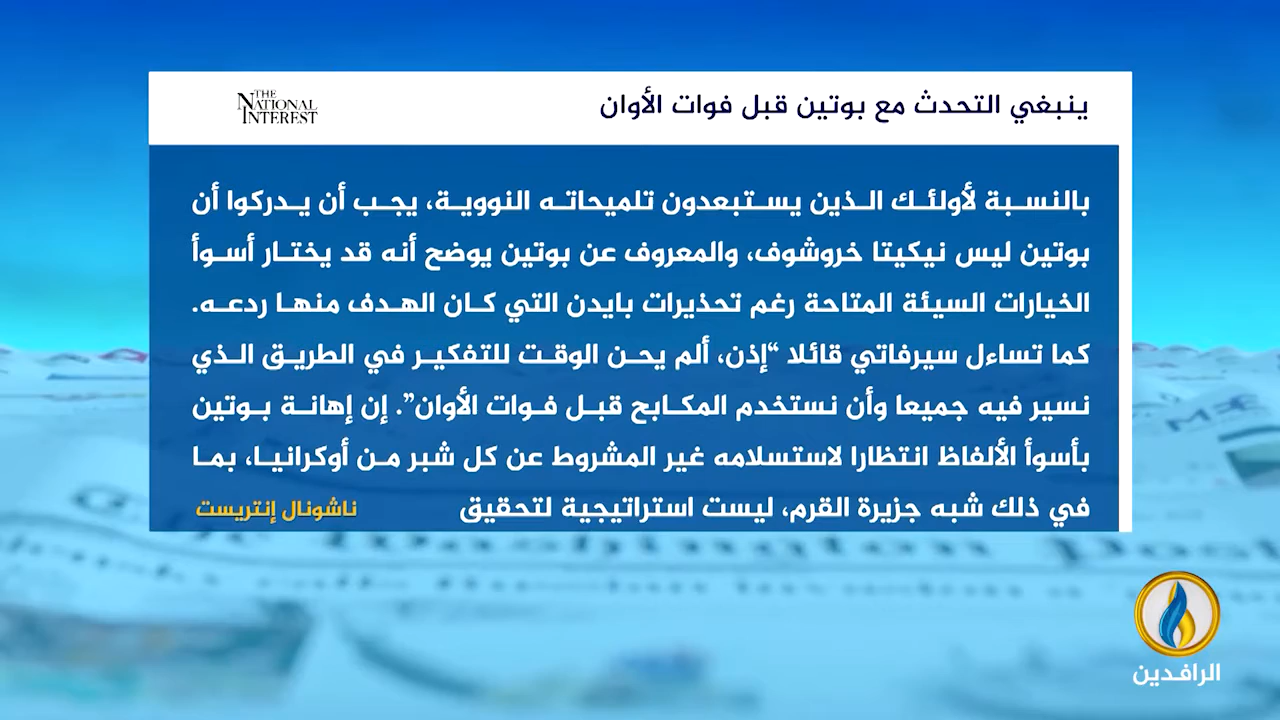 ينبغي التحدث مع بوتين قبل فوات الأوان
THE
NATIONAL
INTEREST
بالنسبة لأولئك الذين يستبعدون تلميحاته النووية، يجب أن يدركوا أن
بوتين ليس نيكيتا خروشوف، والمعروف عن بوتين يوضح أنه قد يختار أسوأ
الخيارات السيئة المتاحة رغم تحذيرات بايدن التي كان الهدف منها ردعه.
كما تساءل سيرفاتي قائلا “إذن، ألم يحن الوقت للتفكير في الطريق الذي
نسير فيه جميعا وأن نستخدم المكابح قبل فوات الأوان”. إن إهانة بوتين
بأسوأ الألفاظ انتظارا لاستسلامه غير المشروط عن كل شبر من أوكرانيا، بما
في ذلك شبه جزيرة القرم، ليست استراتيجية لتحقيق
ناشونال إنتريست
الرافدين